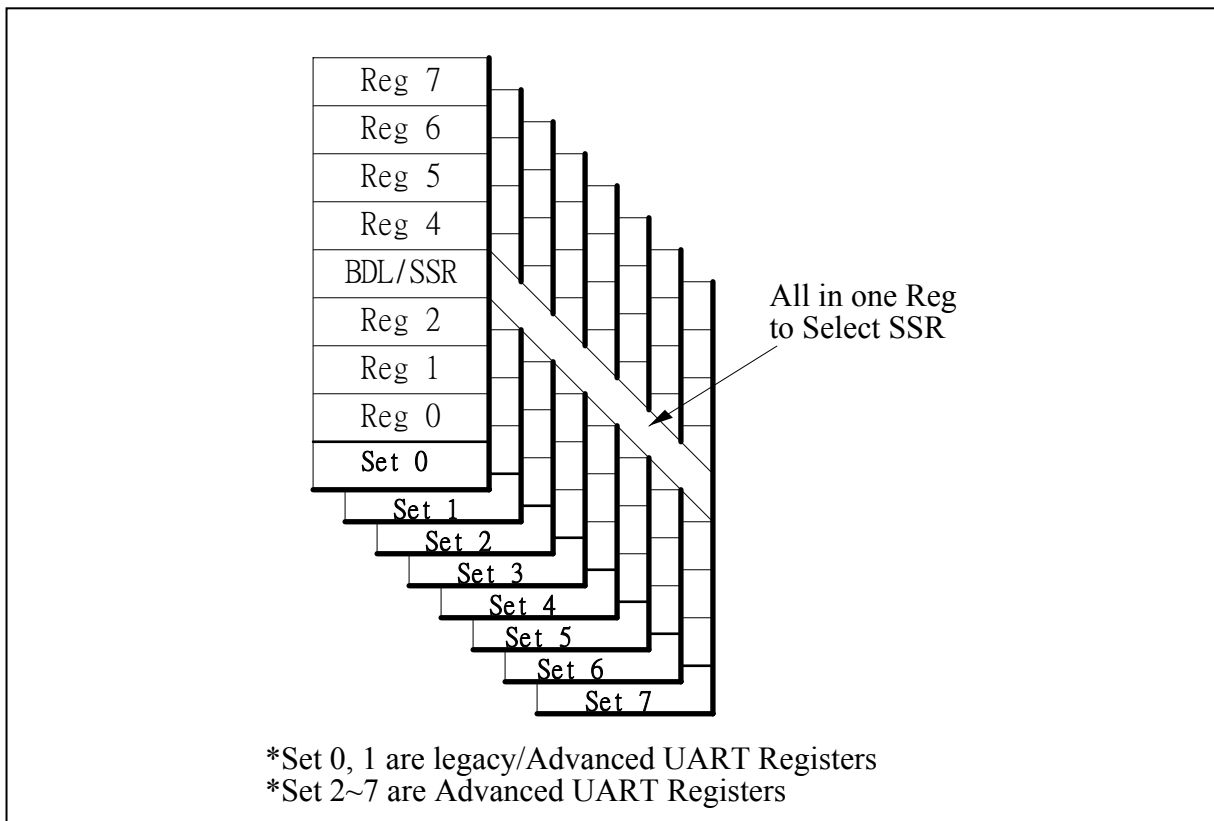 Reg 7
Reg 6
Reg 5
Reg 4
BDL/SSR
Reg 2
Reg 1
Reg 0
Set 0
Set 1
Set 2
Set 3
Set 4
Set 5
Set 6
Set 7
All in one Reg
to Select SSR
*Set 0, 1 are legacy/Advanced UART Registers
*Set 2~7 are Advanced UART Registers